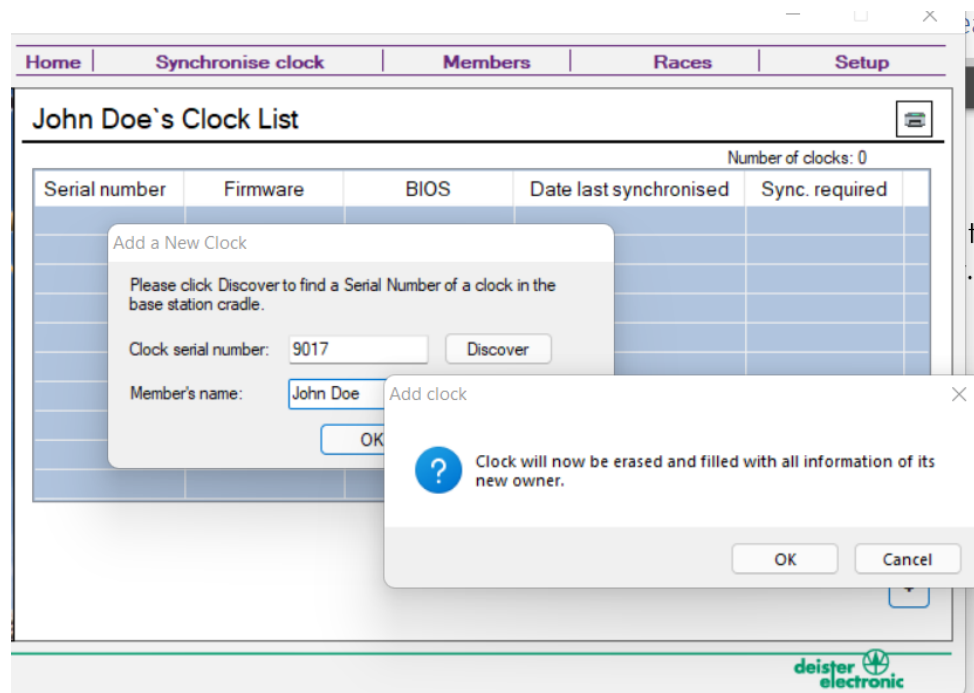 Home Synchronise clock Members Races Setup
John Doe`s Clock List
Number of clocks: 0
Serial number Firmware BIOS Date last synchronised Sync. required
Add a New Clock
Please click Discover to find a Serial Number of a clock in the
base station cradle.
Clock serial number: 9017 Discover
Member's name: John Doe
OK
Add clock
Clock will now be erased and filled with all information of its
new owner.
OK Cancel
deister
electronic